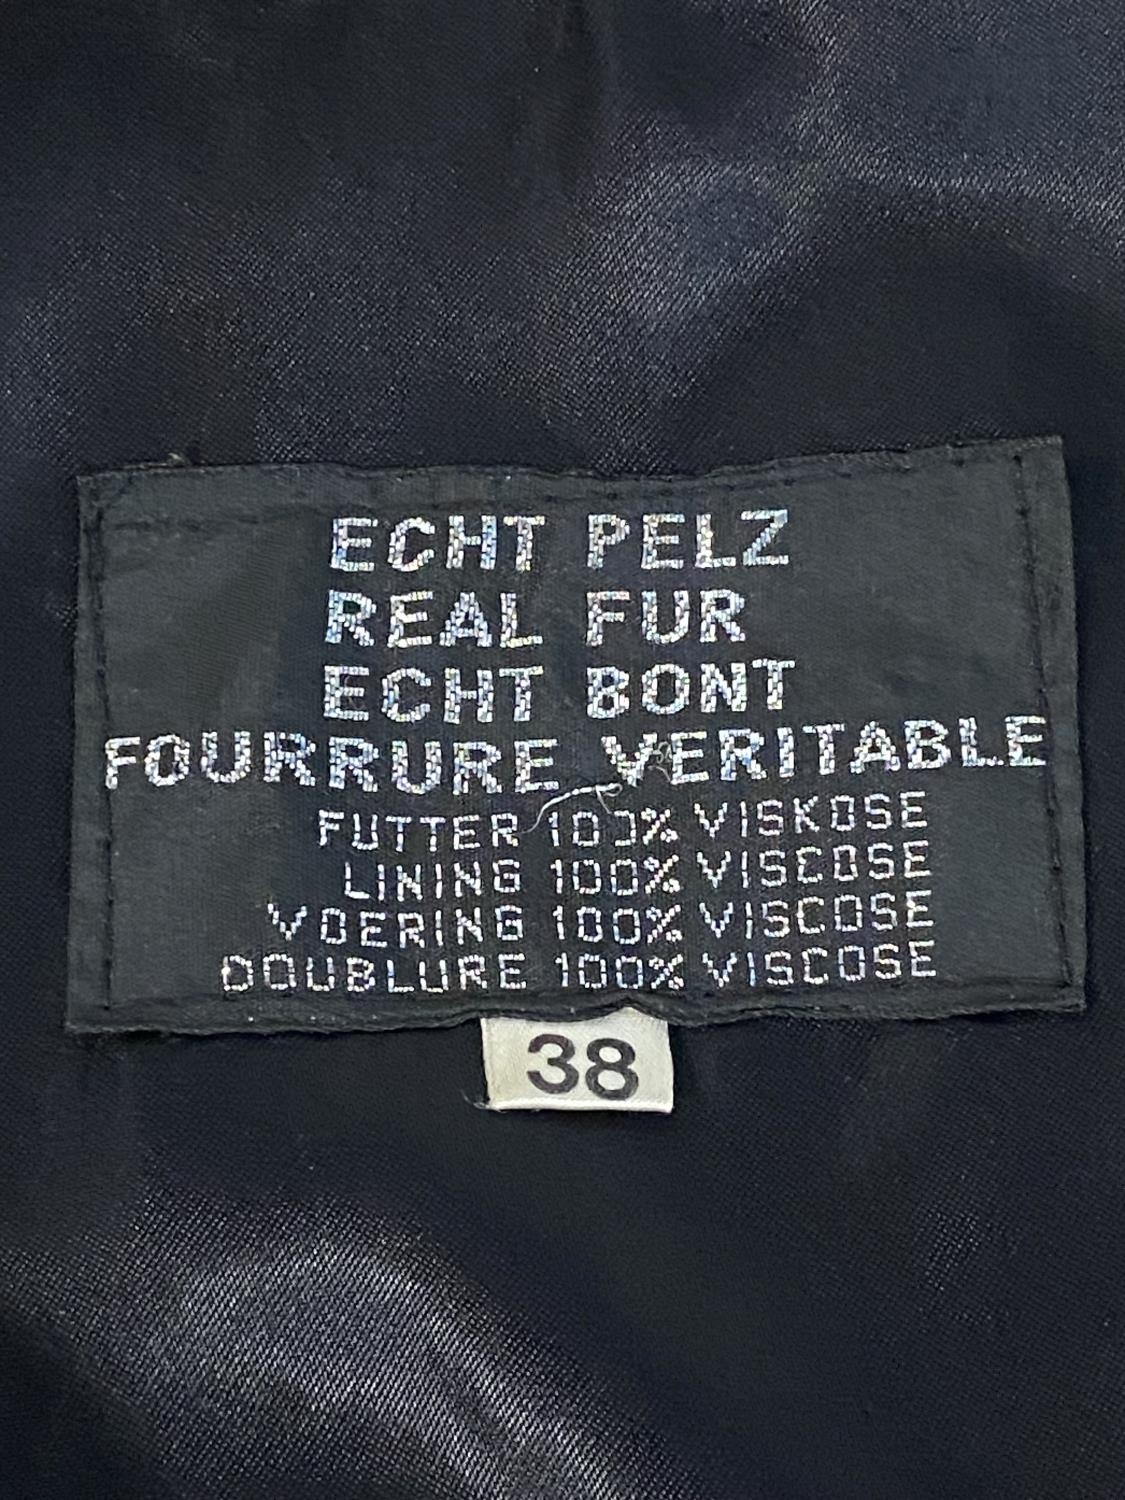 ECHT PELZ
REAL FUR
ECHT BONT
FOURRURE VERITABLE
FUTTER 100% VISKOSE
LINING 100% VISCOSE
VOERING 100% VISCOSE
DOUBLURE 100% VISCOSE
38